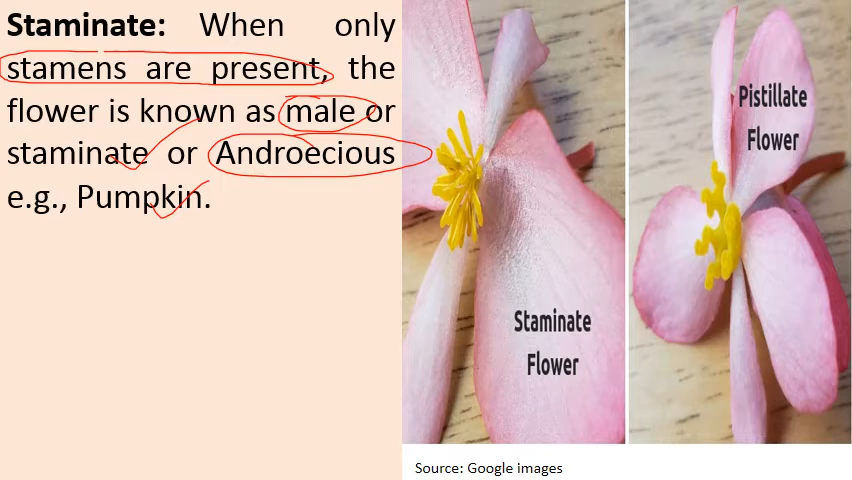 Staminate: When only
stamens are present, the
flower is known as male or
staminate or Androecious
e.g., Pumpkin.
Staminate
Flower
Pistillate
Flower
Source: Google images